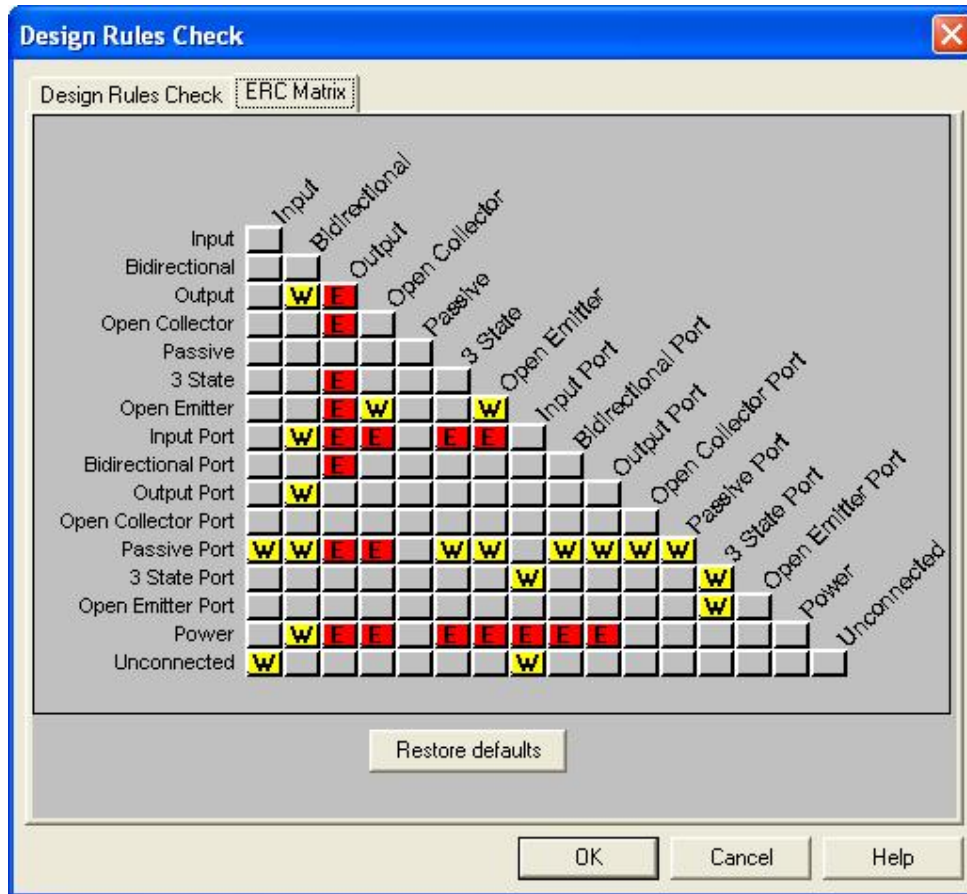 Design Rules Check
Design Rules Check ERC Matrix
Input
Bidirectional
Output
Open Collector
Passive
3 State
Open Emitter
Input Port
Bidirectional Port
Output Port
Open Collector Port
Passive Port
3 State Port
Open Emitter Port
Power
Unconnected
Input
Bidirectional
Output W E
Open Collector E
Passive
3 State E
Open Emitter E W W
Input Port W E E E E
Bidirectional Port E
Output Port W
Open Collector Port
Passive Port W W E E W W W W W W
3 State Port W W
Open Emitter Port W
Power W E E E E E E E
Unconnected W W
Restore defaults
OK Cancel Help